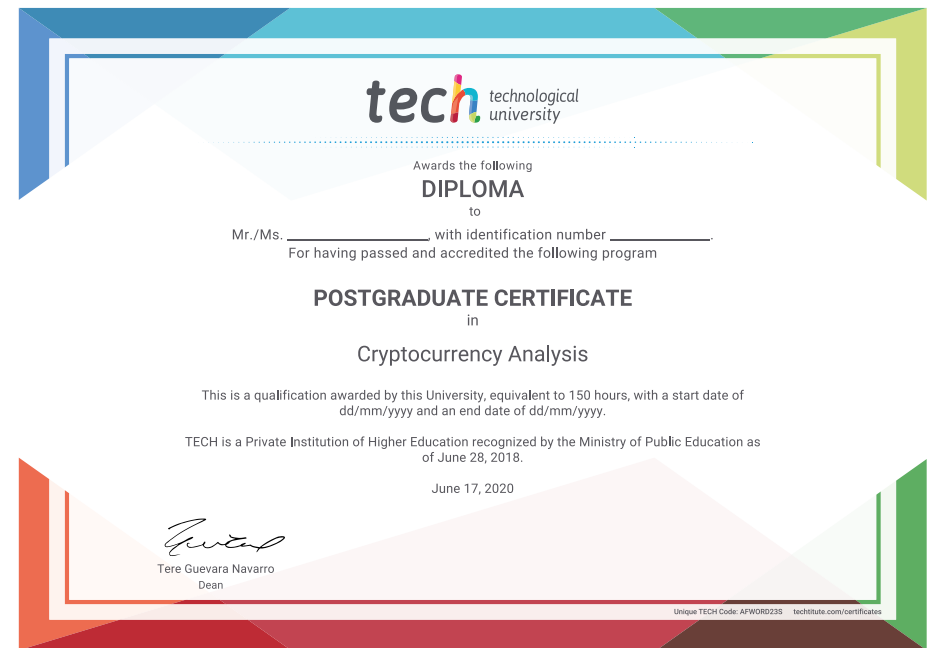 tech technological
university
Awards the following
DIPLOMA
to
Mr./Ms. ____________________, with identification number ______________.
For having passed and accredited the following program
POSTGRADUATE CERTIFICATE
in
Cryptocurrency Analysis
This is a qualification awarded by this University, equivalent to 150 hours, with a start date of
dd/mm/yyyy and an end date of dd/mm/yyyy.
TECH is a Private Institution of Higher Education recognized by the Ministry of Public Education as
of June 28, 2018.
June 17, 2020
Tere Guevara Navarro
Dean
Unique TECH Code: AFWORD23S techtitute.com/certificates